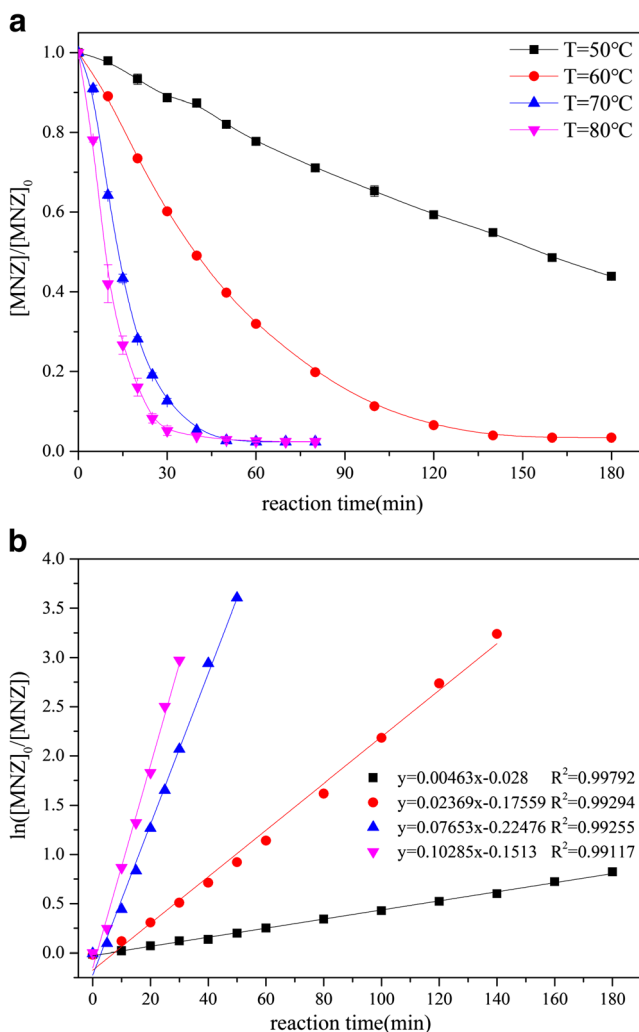 a
1.0
0.8
0.6
0.4
0.2
0.0
[MNZ]/[MNZ]₀
T=50°C
T=60°C
T=70°C
T=80°C
0 30 60 90 120 150 180
reaction time(min)
b
4.0
3.5
3.0
2.5
2.0
1.5
1.0
0.5
0.0
ln([MNZ]₀/[MNZ])
y=0.00463x-0.028 R²=0.99792
y=0.02369x-0.17559 R²=0.99294
y=0.07653x-0.22476 R²=0.99255
y=0.10285x-0.1513 R²=0.99117
0 20 40 60 80 100 120 140 160 180
reaction time(min)